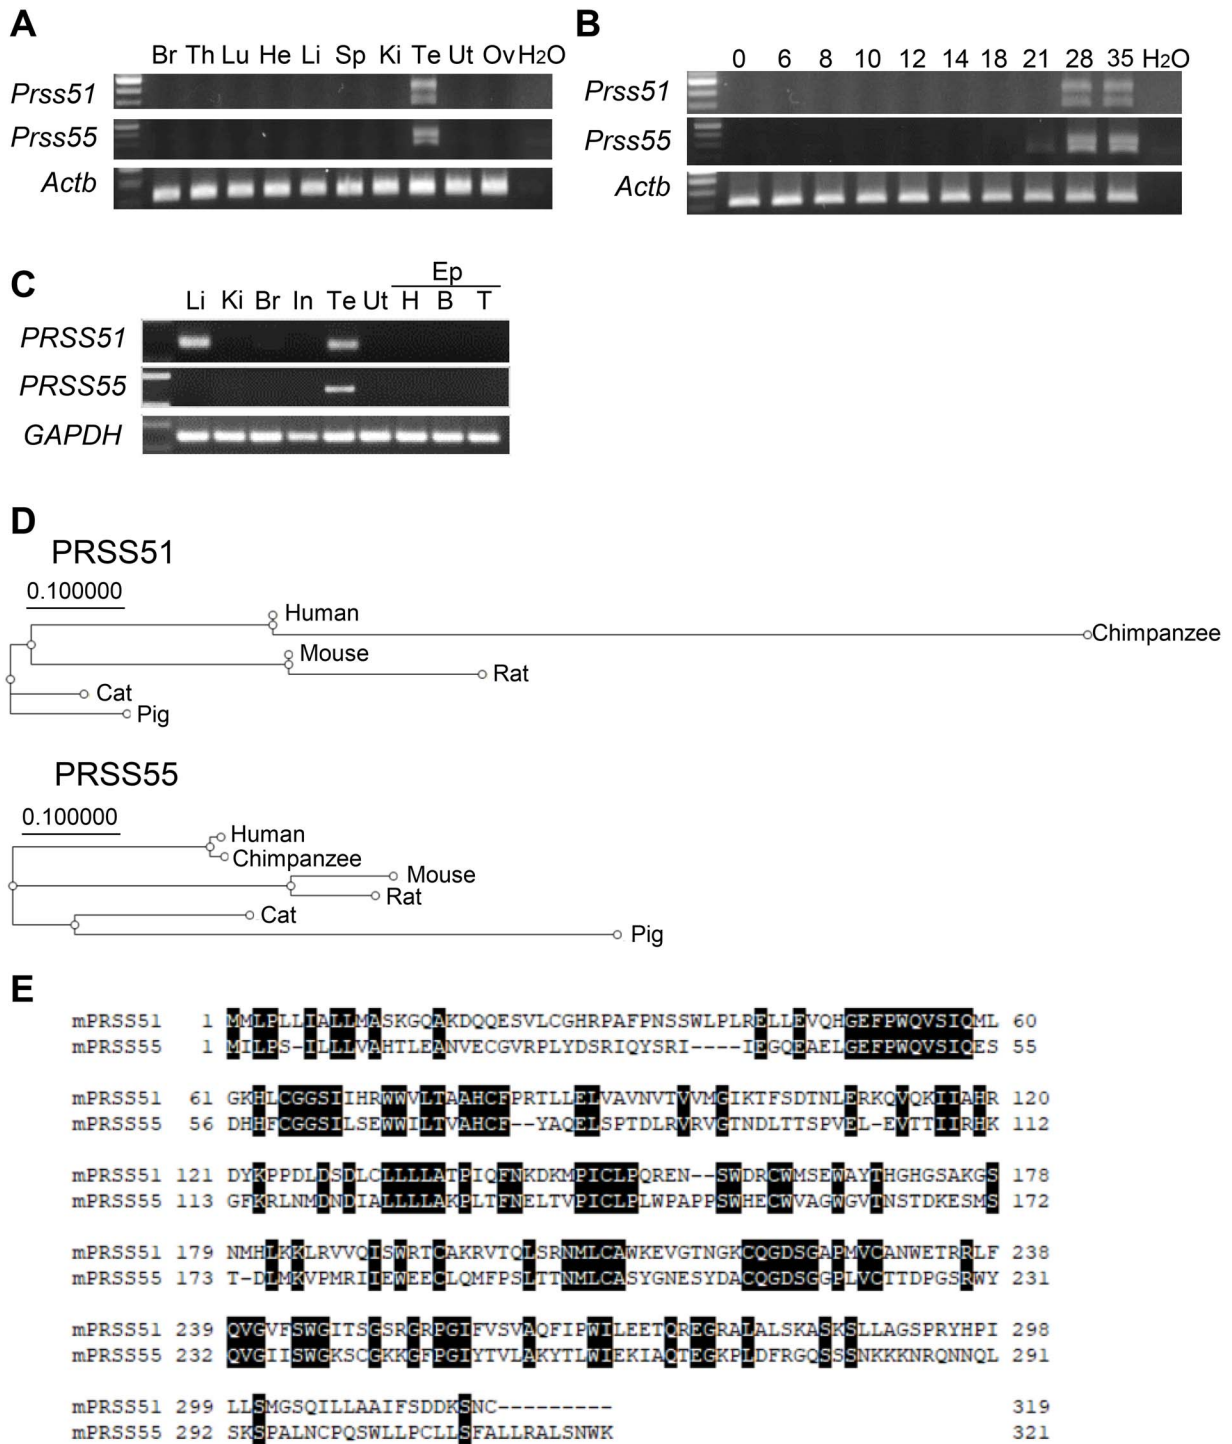 A
Br Th Lu He Li Sp Ki Te Ut Ov H2O
Prss51
Prss55
Actb
B
0 6 8 10 12 14 18 21 28 35 H2O
Prss51
Prss55
Actb
C
Ep
Li Ki Br In Te Ut H B T
PRSS51
PRSS55
GAPDH
D
PRSS51
0.100000
Human
Chimpanzee
Mouse
Rat
Cat
Pig
PRSS55
0.100000
Human
Chimpanzee
Mouse
Rat
Cat
Pig
E
mPRSS51 1 MMLPLLIALLMASKGQAKDQQESVLCGHRPAFPNSSWLPLRELLEVQHGEFPWQVSIQML 60
mPRSS55 1 MILPS-ILLLVAHTLEANVECGVRPLYDSRIQYSRI----IEGQEAELGEFPWQVSIQES 55
mPRSS51 61 GKHLCGGSIIHRWWVLTAAHCFPRTLLELVAVNVTVVMGIKTFSDTNLERKQVQKIIAHR 120
mPRSS55 56 DHHFCGGSILSEWWILTVAHCF--YAQELSPTDLRVRVGTNDLTTSPVEL-EVTTIIRHK 112
mPRSS51 121 DYKPPDLDSDLCLLLLATPIQFNKDKMPICLPQREN--SWDRCWMSEWAYTHGHGSAKGS 178
mPRSS55 113 GFKRLNMDNDIALLLLAKPLTFNELTVPICLPLWPAPPSWHECWVAGWGVTNSTDKESMS 172
mPRSS51 179 NMHLKKLRVVQISWRTCAKRVTQLSRNMLCAWKEVGTNGKCQGDSGAPMVCANWETRRLF 238
mPRSS55 173 T-DLMKVPMRIIEWEECLQMFPSLTTNMLCASYGNESYDACQGDSGGPLVCTTDPGSRWY 231
mPRSS51 239 QVGVFSWGITSGSRGRPGIFVSVAQFIPWILEETQREGRALALSKASKSLLAGSPRYHPI 298
mPRSS55 232 QVGIISWGKSCGKKGFPGIYTVLAKYTLWIEKIAQTEGKPLDFRGQSSSNKKKNRQNNQL 291
mPRSS51 299 LLSMGSQILLAAIFSDDKSNC--------- 319
mPRSS55 292 SKSPALNCPQSWLLPCLLSFALLRALSNWK 321